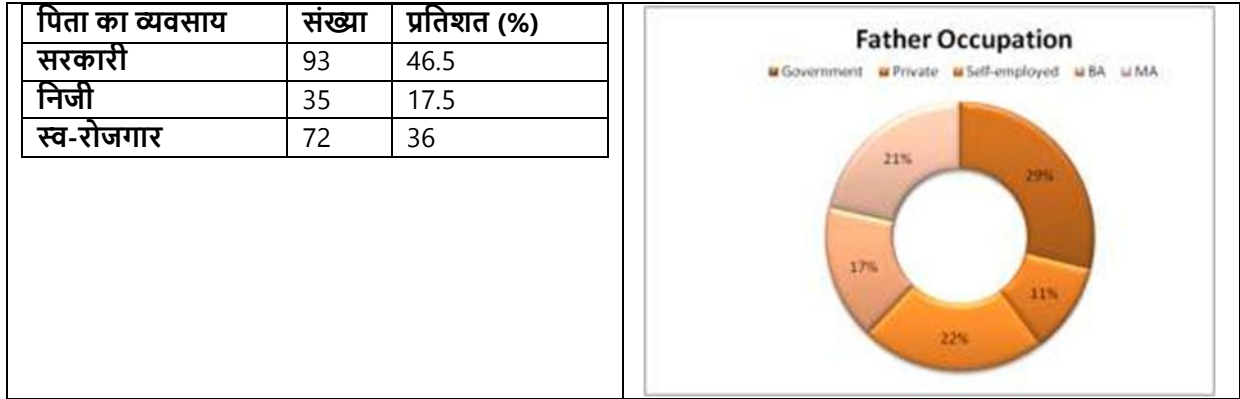 पिता का व्यवसाय संख्या प्रतिशत (%)
सरकारी 93 46.5
निजी 35 17.5
स्व-रोजगार 72 36
Father Occupation
Government Private Self-employed BA MA
21%
29%
17%
11%
22%